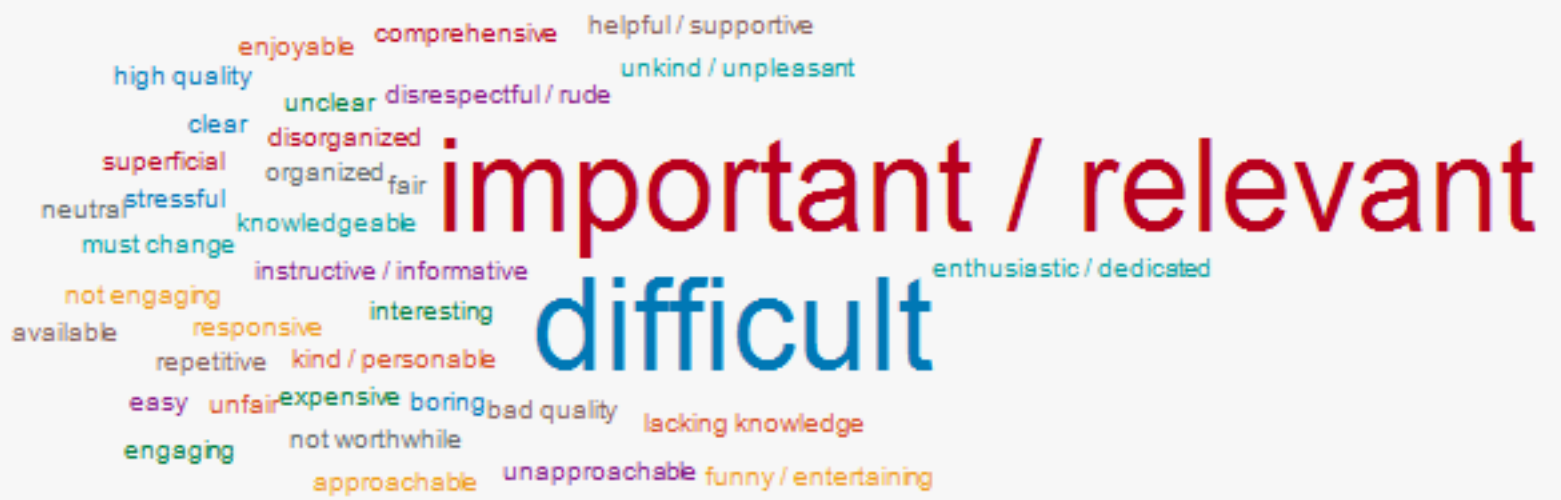 helpful / supportive
comprehensive
enjoyable
unkind / unpleasant
high quality
disrespectful / rude
unclear
clear
disorganized
superficial
organized
fair
important / relevant
stressful
neutral
knowledgeable
must change
instructive / informative
enthusiastic / dedicated
not engaging
interesting
difficult
responsive
available
repetitive
kind / personable
easy
unfair
expensive
boring
bad quality
lacking knowledge
not worthwhile
engaging
unapproachable
funny / entertaining
approachable